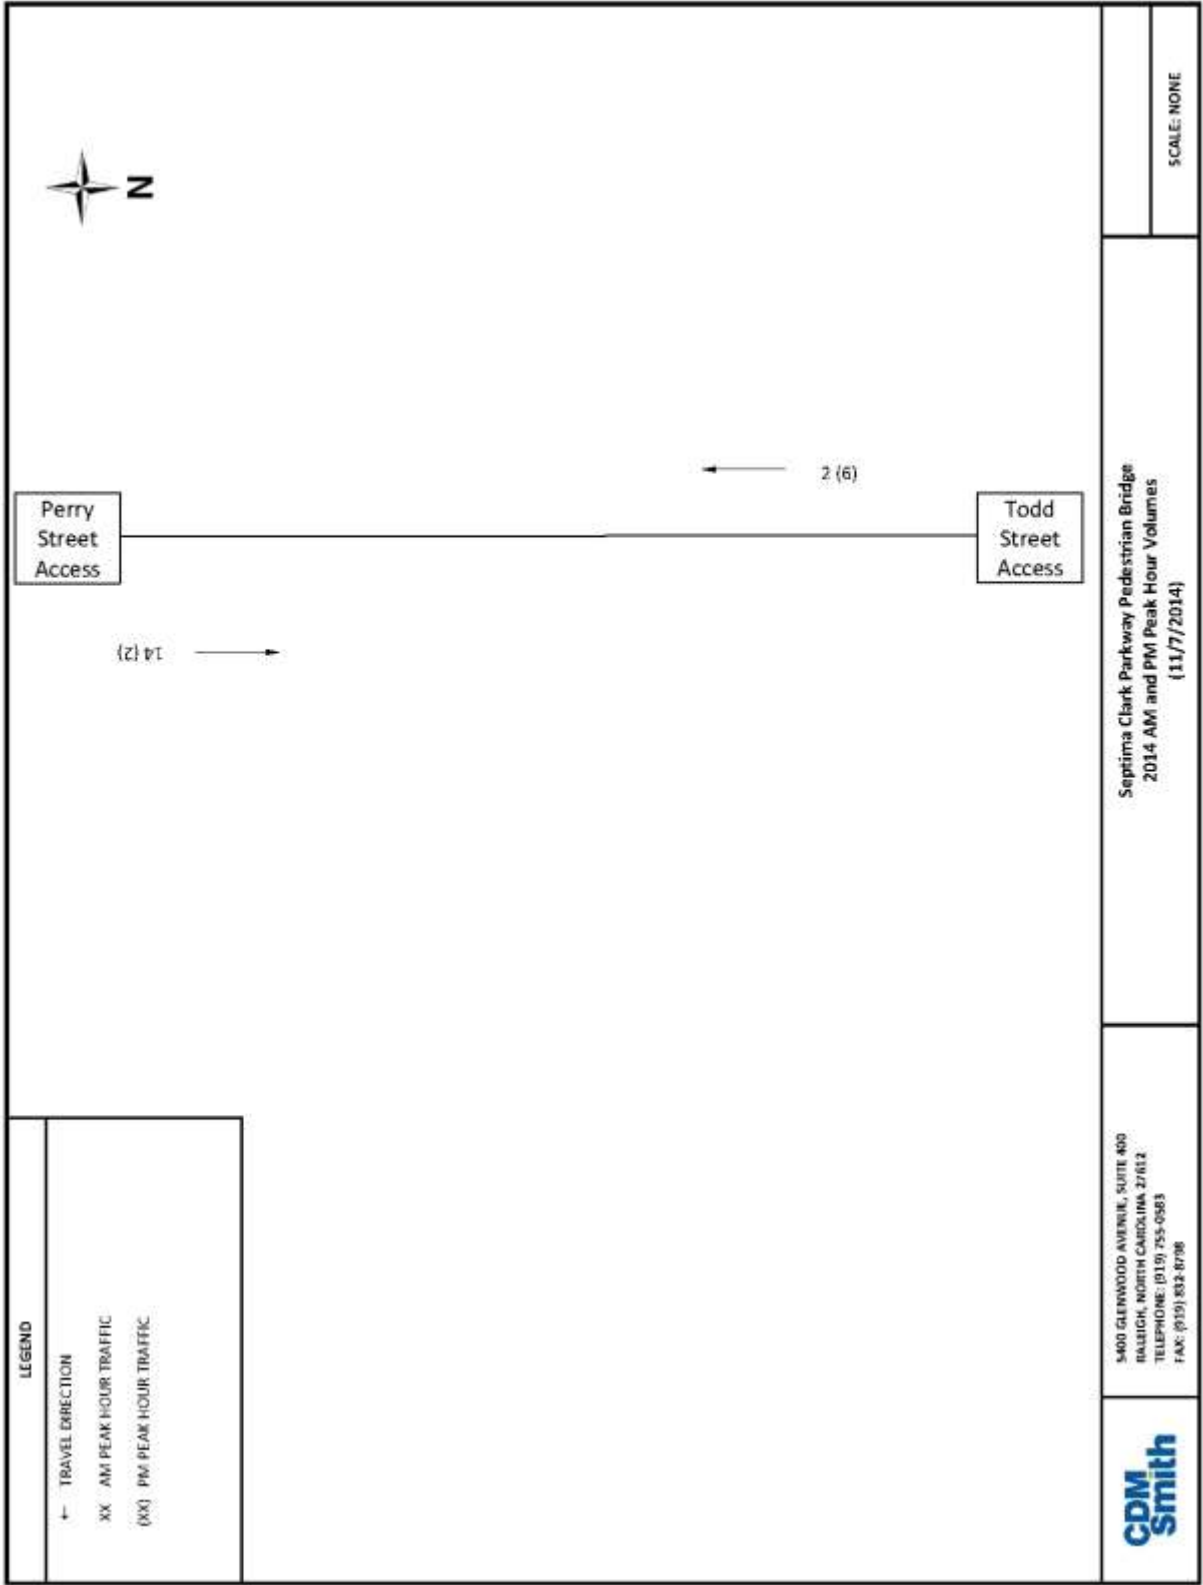 LEGEND
← TRAVEL DIRECTION
XX AM PEAK HOUR TRAFFIC
(XX) PM PEAK HOUR TRAFFIC
N
Perry
Street
Access
14 (2)
2 (6)
Todd
Street
Access
CDM
Smith
5400 GLENWOOD AVENUE, SUITE 400
RALEIGH, NORTH CAROLINA 27612
TELEPHONE: (919) 755-0583
FAX: (919) 832-8798
Septima Clark Parkway Pedestrian Bridge
2014 AM and PM Peak Hour Volumes
(11/7/2014)
SCALE: NONE